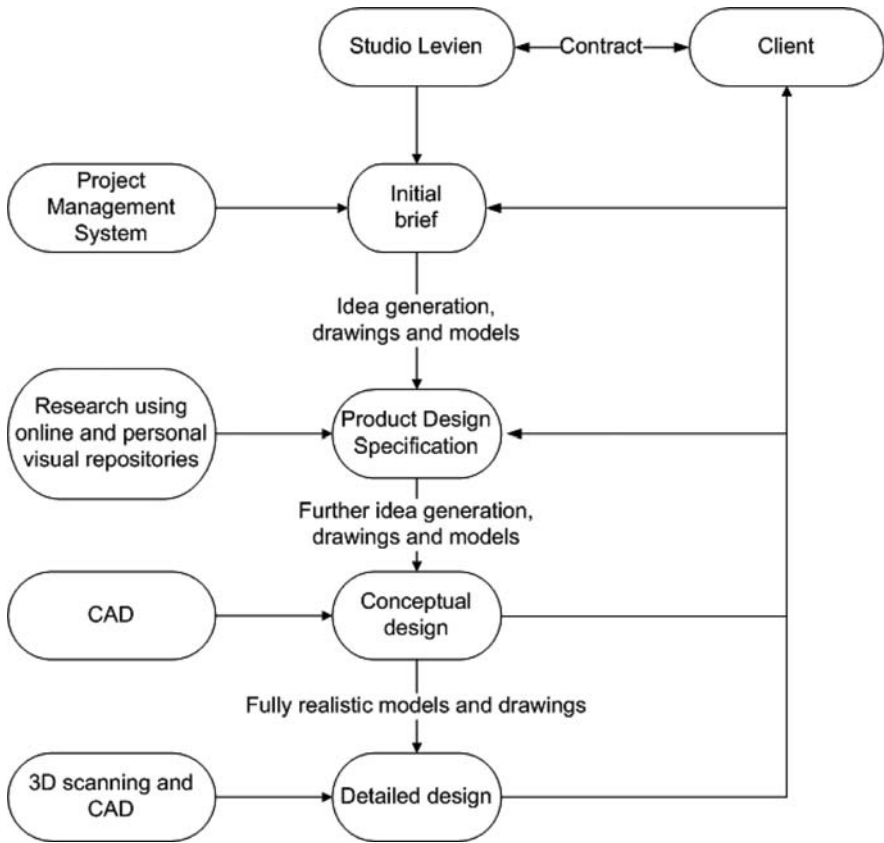 Studio Levien
Contract
Client
Project
Management
System
Initial
brief
Idea generation,
drawings and models
Research using
online and personal
visual repositories
Product Design
Specification
Further idea generation,
drawings and models
CAD
Conceptual
design
Fully realistic models and drawings
3D scanning and
CAD
Detailed design